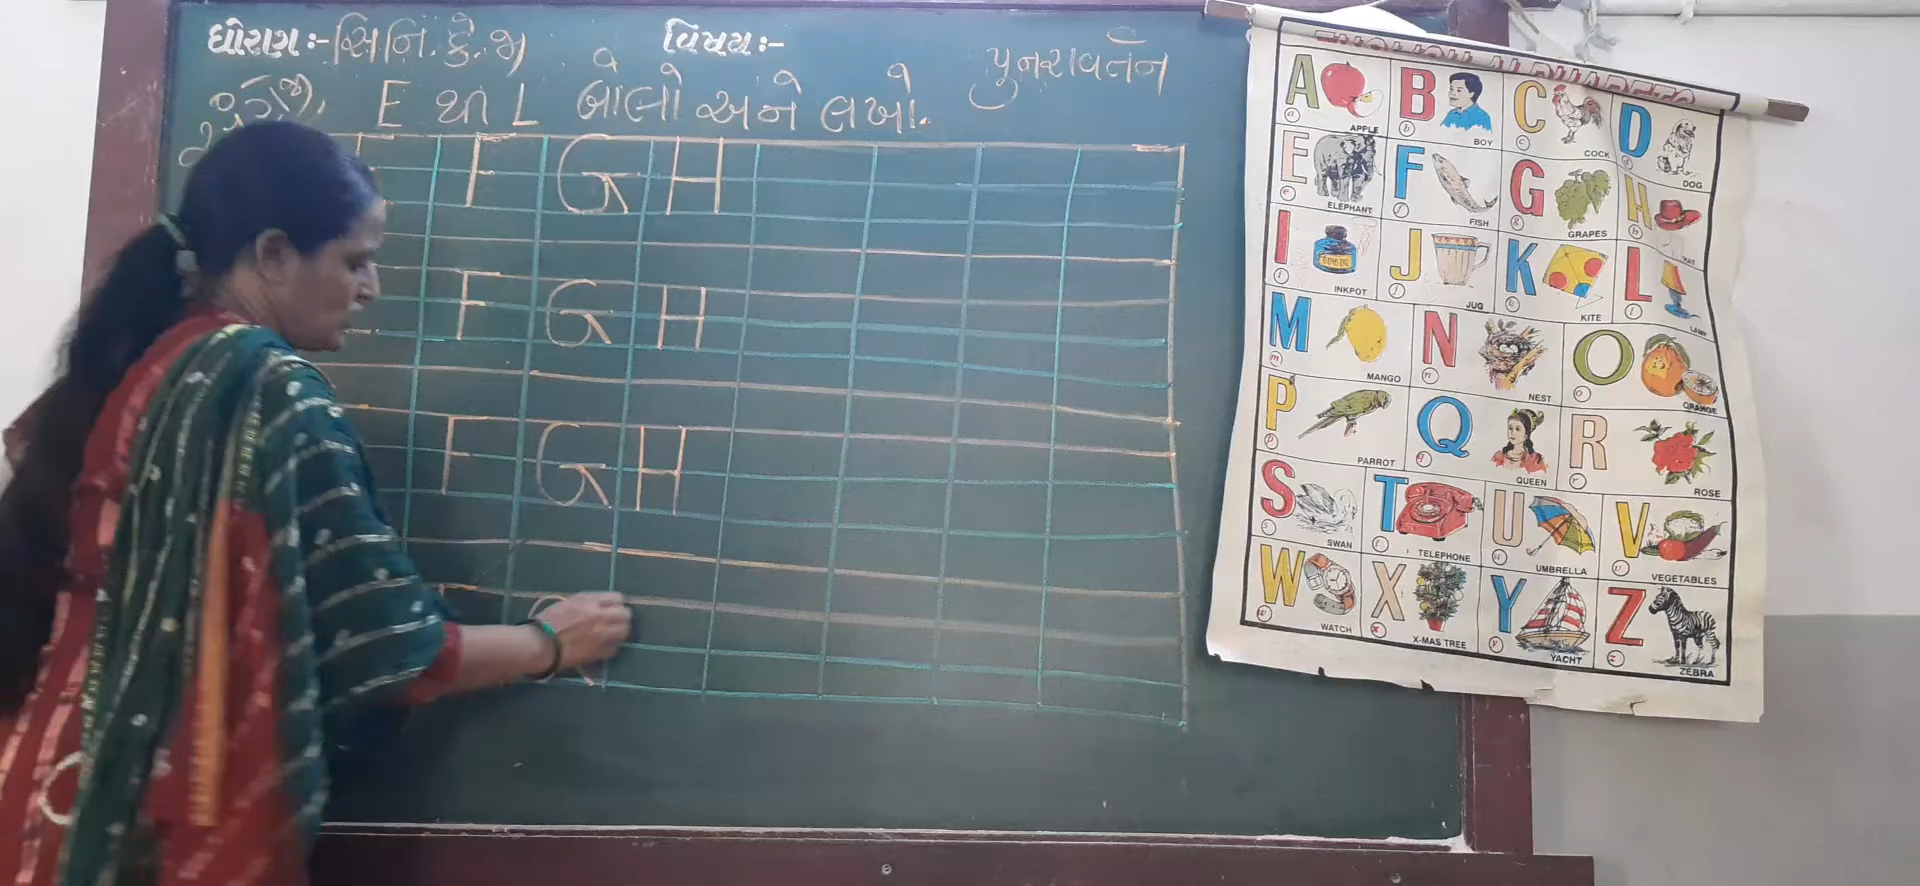 ધોરણ :- સિનિ. કે. જી
વિષય :-
પુનરાવર્તન
E થી L બોલો અને લખો.
F G H
F G H
F G H
A a APPLE B b BOY C c COCK D d DOG
E e ELEPHANT F f FISH G g GRAPES H h HAT
I i INKPOT J j JUG K k KITE L l LAMP
M m MANGO N n NEST O o ORANGE
P p PARROT Q q QUEEN R r ROSE
S s SWAN T t TELEPHONE U u UMBRELLA V v VEGETABLES
W w WATCH X x X-MAS TREE Y y YACHT Z z ZEBRA